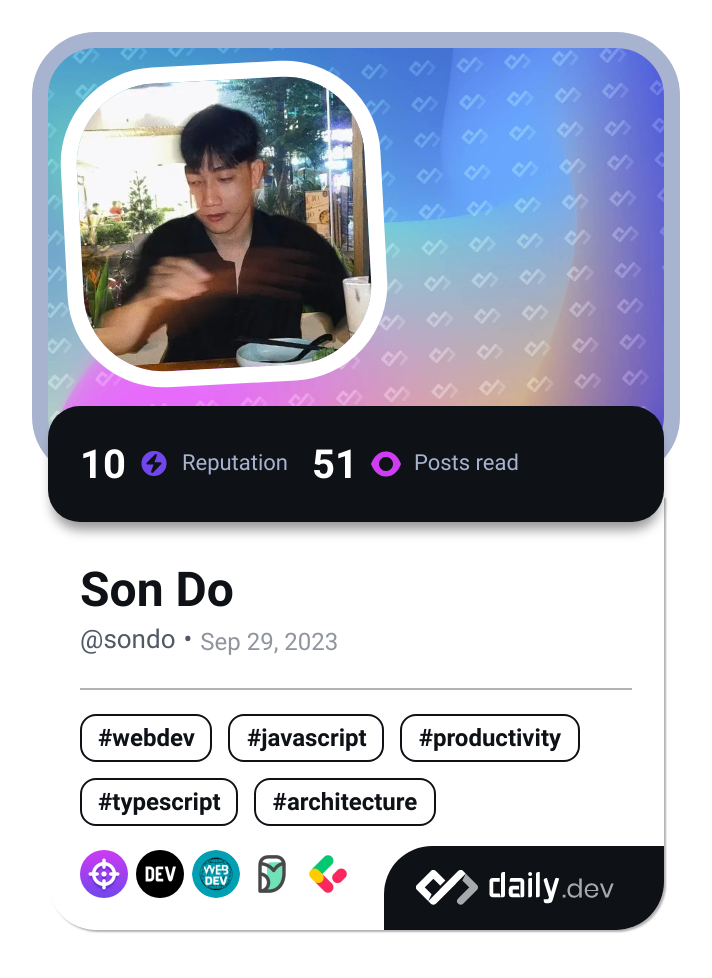 10 Reputation 51 Posts read
Son Do
@sondo • Sep 29, 2023
#webdev #javascript #productivity
#typescript #architecture
DEV WEB DEV
daily.dev